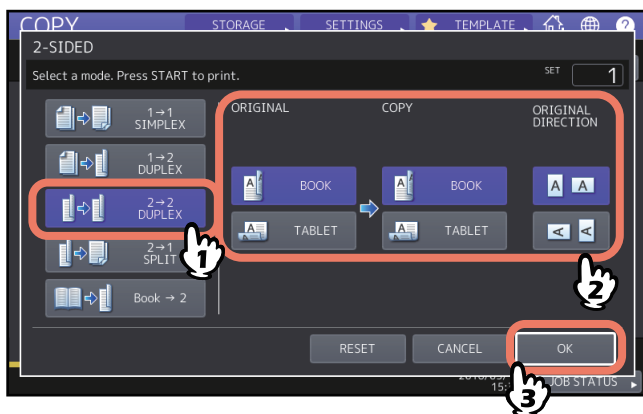 COPY
STORAGE
SETTINGS
TEMPLATE
?
2-SIDED
Select a mode. Press START to print.
SET
1
1→1
SIMPLEX
1→2
DUPLEX
2→2
DUPLEX
2→1
SPLIT
Book → 2
ORIGINAL
COPY
ORIGINAL
DIRECTION
A
BOOK
A
BOOK
A
A
A
TABLET
A
TABLET
A
A
1
2
RESET
CANCEL
OK
3
JOB STATUS